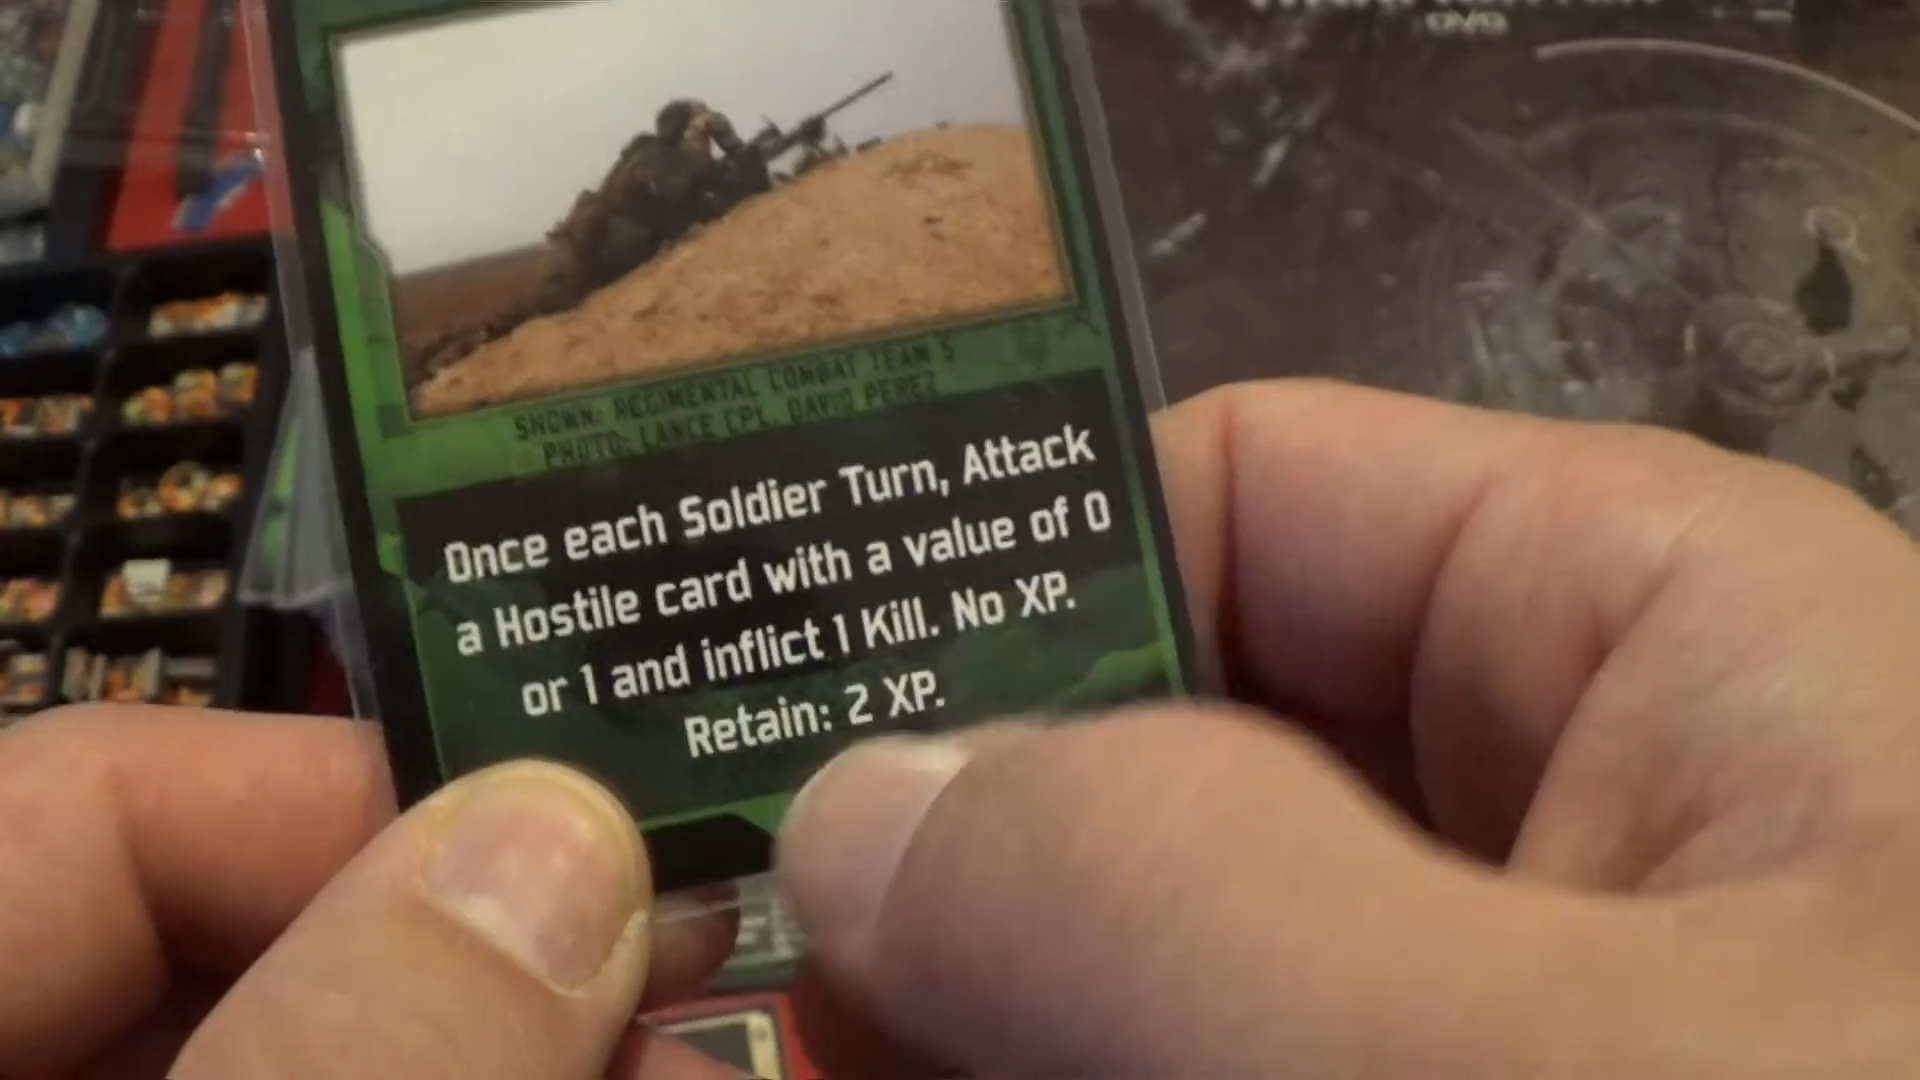 DVG
SHOWN: REGIMENTAL COMBAT TEAM 5
PHOTO: LANCE CPL. DAVID PEREZ
Once each Soldier Turn, Attack
a Hostile card with a value of 0
or 1 and inflict 1 Kill. No XP.
Retain: 2 XP.